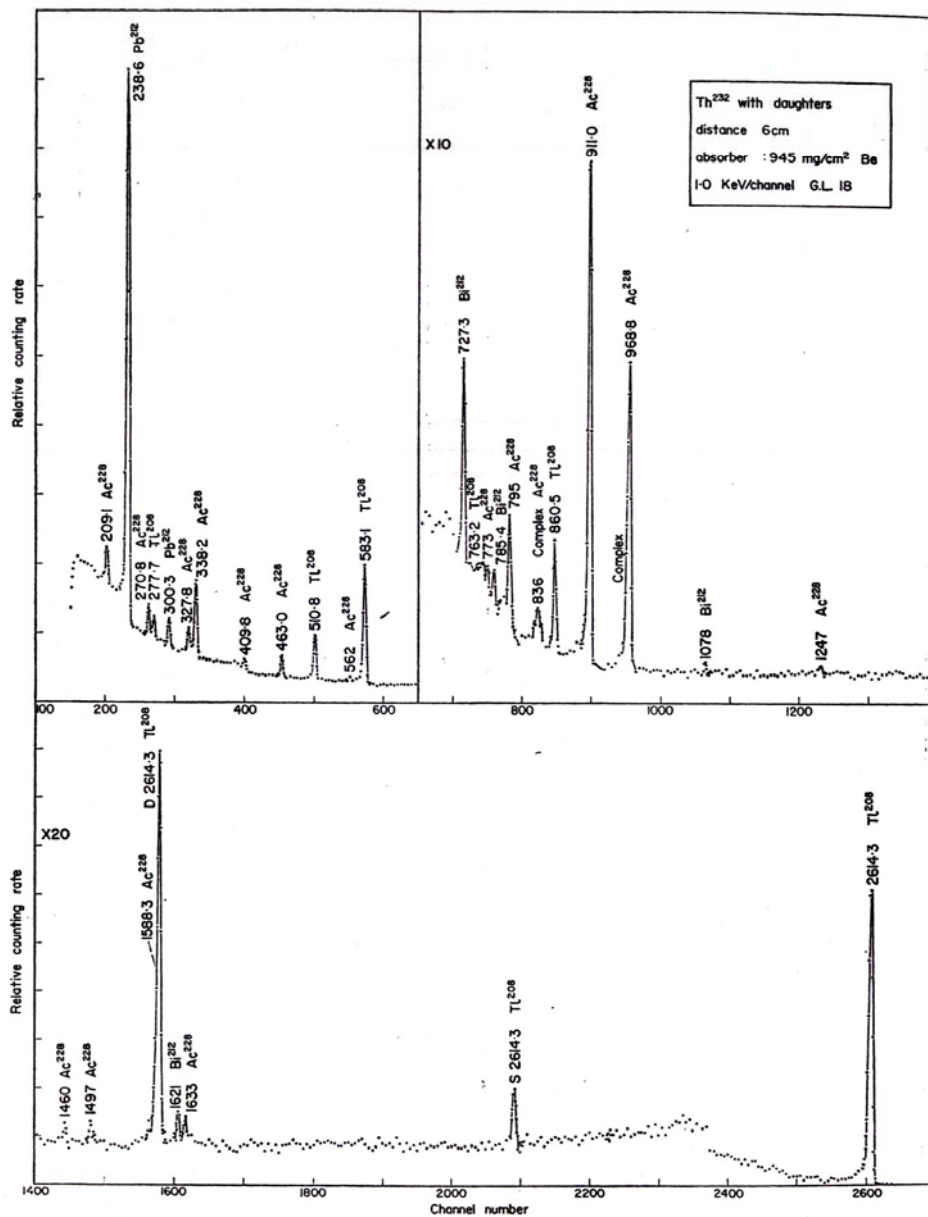 Th²³² with daughters
distance 6cm
absorber : 945 mg/cm² Be
1·0 KeV/channel G.L. 18
X10
Relative counting rate
209·1 Ac²²⁸
238·6 Pb²¹²
270·8 Ac²²⁸
277·7 Tl²⁰⁸
300·3 Pb²¹²
327·8 Ac²²⁸
338·2 Ac²²⁸
409·8 Ac²²⁸
463·0 Ac²²⁸
510·8 Tl²⁰⁸
562 Ac²²⁸
583·1 Tl²⁰⁸
727·3 Bi²¹²
763·2 Tl²⁰⁸
773 Ac²²⁸
785·4 Bi²¹²
795 Ac²²⁸
836 Complex Ac²²⁸
860·5 Tl²⁰⁸
911·0 Ac²²⁸
Complex
968·8 Ac²²⁸
1078 Bi²¹²
1247 Ac²²⁸
200 400 600 800 1000 1200
X20
Relative counting rate
1460 Ac²²⁸
1497 Ac²²⁸
1588·3 Ac²²⁸
D 2614·3 Tl²⁰⁸
1621 Bi²¹²
1633 Ac²²⁸
S 2614·3 Tl²⁰⁸
2614·3 Tl²⁰⁸
1400 1600 1800 2000 2200 2400 2600
Channel number